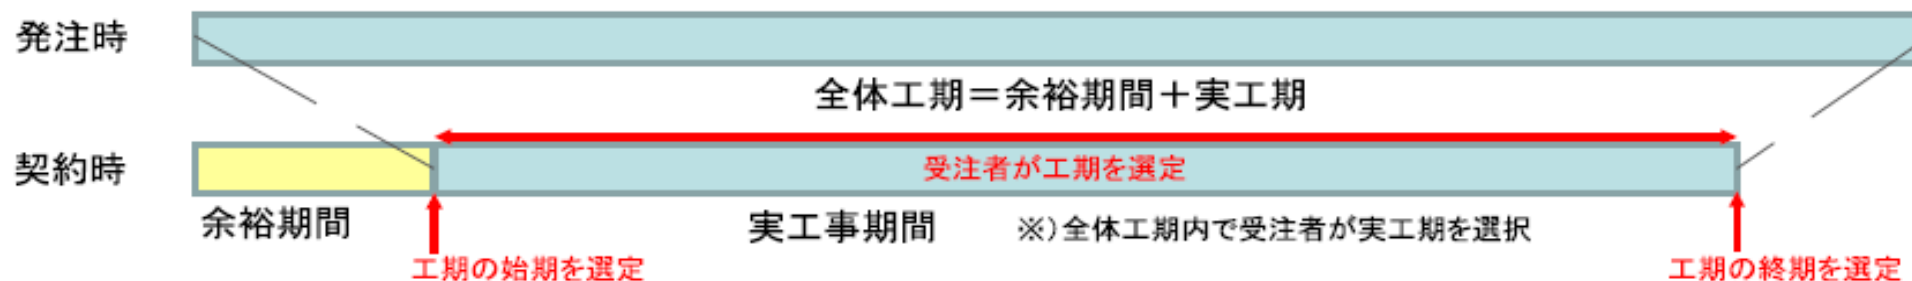 発注時
全体工期＝余裕期間＋実工期
契約時
受注者が工期を選定
余裕期間
実工事期間
※）全体工期内で受注者が実工期を選択
工期の始期を選定
工期の終期を選定